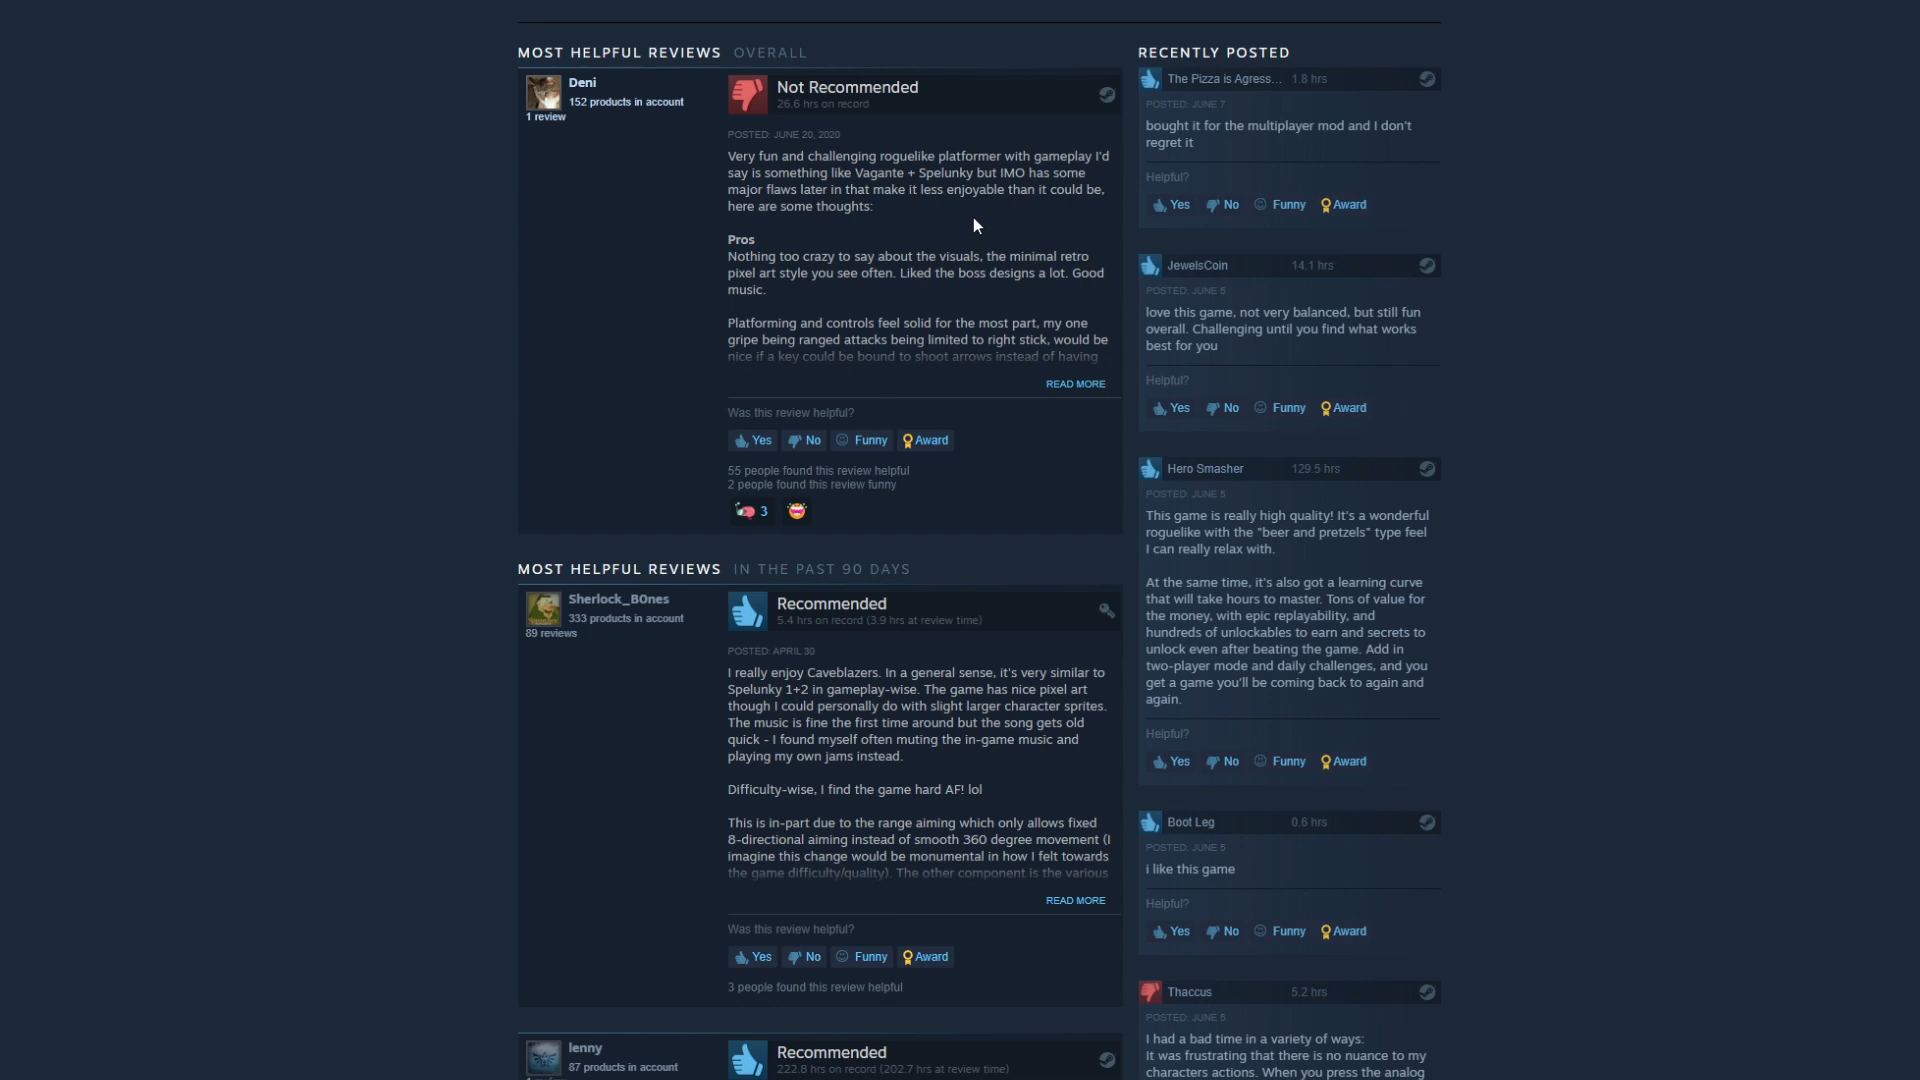 MOST HELPFUL REVIEWS OVERALL
Deni
152 products in account
1 review
Not Recommended
26.6 hrs on record
POSTED: JUNE 20, 2020
Very fun and challenging roguelike platformer with gameplay I'd
say is something like Vagante + Spelunky but IMO has some
major flaws later in that make it less enjoyable than it could be,
here are some thoughts:
Pros
Nothing too crazy to say about the visuals, the minimal retro
pixel art style you see often. Liked the boss designs a lot. Good
music.
Platforming and controls feel solid for the most part, my one
gripe being ranged attacks being limited to right stick, would be
nice if a key could be bound to shoot arrows instead of having
READ MORE
Was this review helpful?
Yes No Funny Award
55 people found this review helpful
2 people found this review funny
3
MOST HELPFUL REVIEWS IN THE PAST 90 DAYS
Sherlock_BOnes
333 products in account
89 reviews
Recommended
5.4 hrs on record (3.9 hrs at review time)
POSTED: APRIL 30
I really enjoy Caveblazers. In a general sense, it's very similar to
Spelunky 1+2 in gameplay-wise. The game has nice pixel art
though I could personally do with slight larger character sprites.
The music is fine the first time around but the song gets old
quick - I found myself often muting the in-game music and
playing my own jams instead.
Difficulty-wise, I find the game hard AF! lol
This is in-part due to the range aiming which only allows fixed
8-directional aiming instead of smooth 360 degree movement (I
imagine this change would be monumental in how I felt towards
the game difficulty/quality). The other component is the various
READ MORE
Was this review helpful?
Yes No Funny Award
3 people found this review helpful
lenny
87 products in account
Recommended
222.8 hrs on record (202.7 hrs at review time)
RECENTLY POSTED
The Pizza is Agress... 1.8 hrs
POSTED: JUNE 7
bought it for the multiplayer mod and I don't
regret it
Helpful?
Yes No Funny Award
JewelsCoin 14.1 hrs
POSTED: JUNE 5
love this game, not very balanced, but still fun
overall. Challenging until you find what works
best for you
Helpful?
Yes No Funny Award
Hero Smasher 129.5 hrs
POSTED: JUNE 5
This game is really high quality! It's a wonderful
roguelike with the "beer and pretzels" type feel
I can really relax with.
At the same time, it's also got a learning curve
that will take hours to master. Tons of value for
the money, with epic replayability, and
hundreds of unlockables to earn and secrets to
unlock even after beating the game. Add in
two-player mode and daily challenges, and you
get a game you'll be coming back to again and
again.
Helpful?
Yes No Funny Award
Boot Leg 0.6 hrs
POSTED: JUNE 5
i like this game
Helpful?
Yes No Funny Award
Thaccus 5.2 hrs
POSTED: JUNE 5
I had a bad time in a variety of ways:
It was frustrating that there is no nuance to my
characters actions. When you press the analog